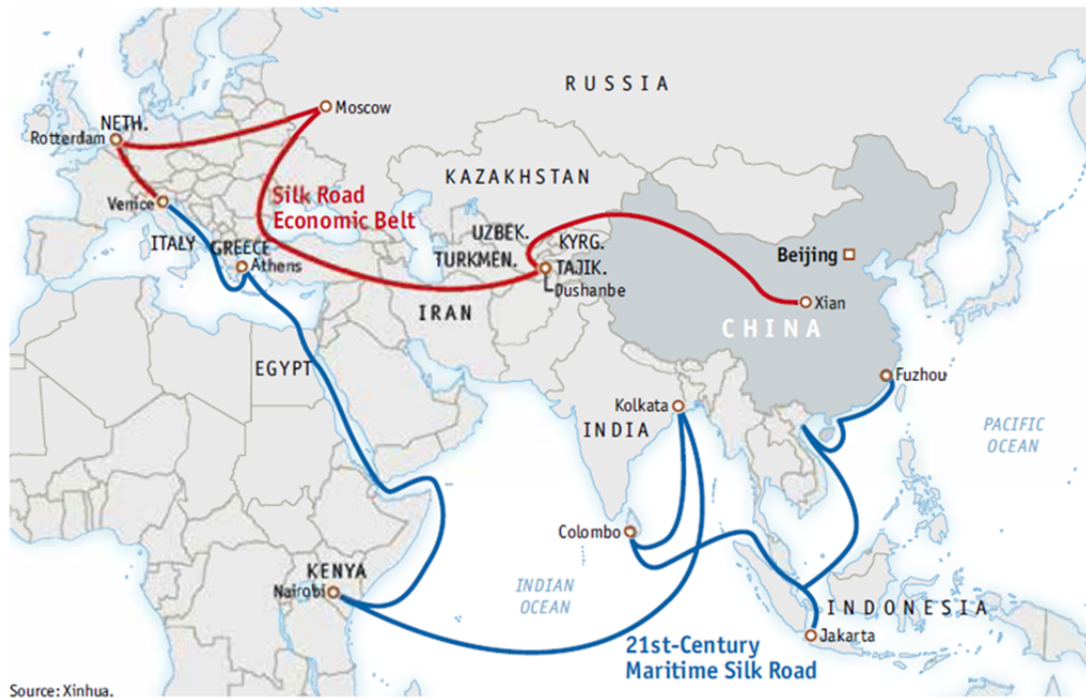 RUSSIA
Moscow
NETH.
Rotterdam
KAZAKHSTAN
Silk Road
Economic Belt
Venice
UZBEK.
KYRG.
ITALY
GREECE
Athens
TURKMEN.
TAJIK.
Dushanbe
Beijing
IRAN
Xian
CHINA
EGYPT
Fuzhou
Kolkata
INDIA
PACIFIC
OCEAN
Colombo
KENYA
Nairobi
INDIAN
OCEAN
INDONESIA
Jakarta
21st-Century
Maritime Silk Road
Source: Xinhua.